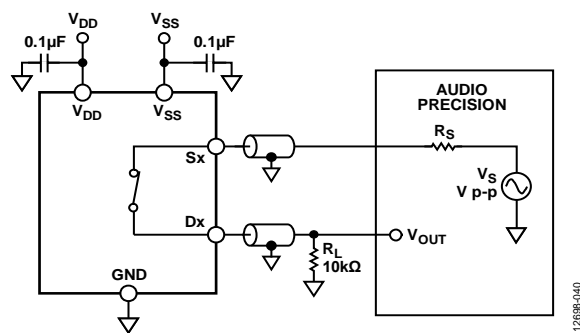 VDD
VSS
0.1µF
0.1µF
VDD
VSS
AUDIO
PRECISION
RS
Sx
VS
V p-p
Dx
VOUT
RL
10kΩ
GND
12698-040